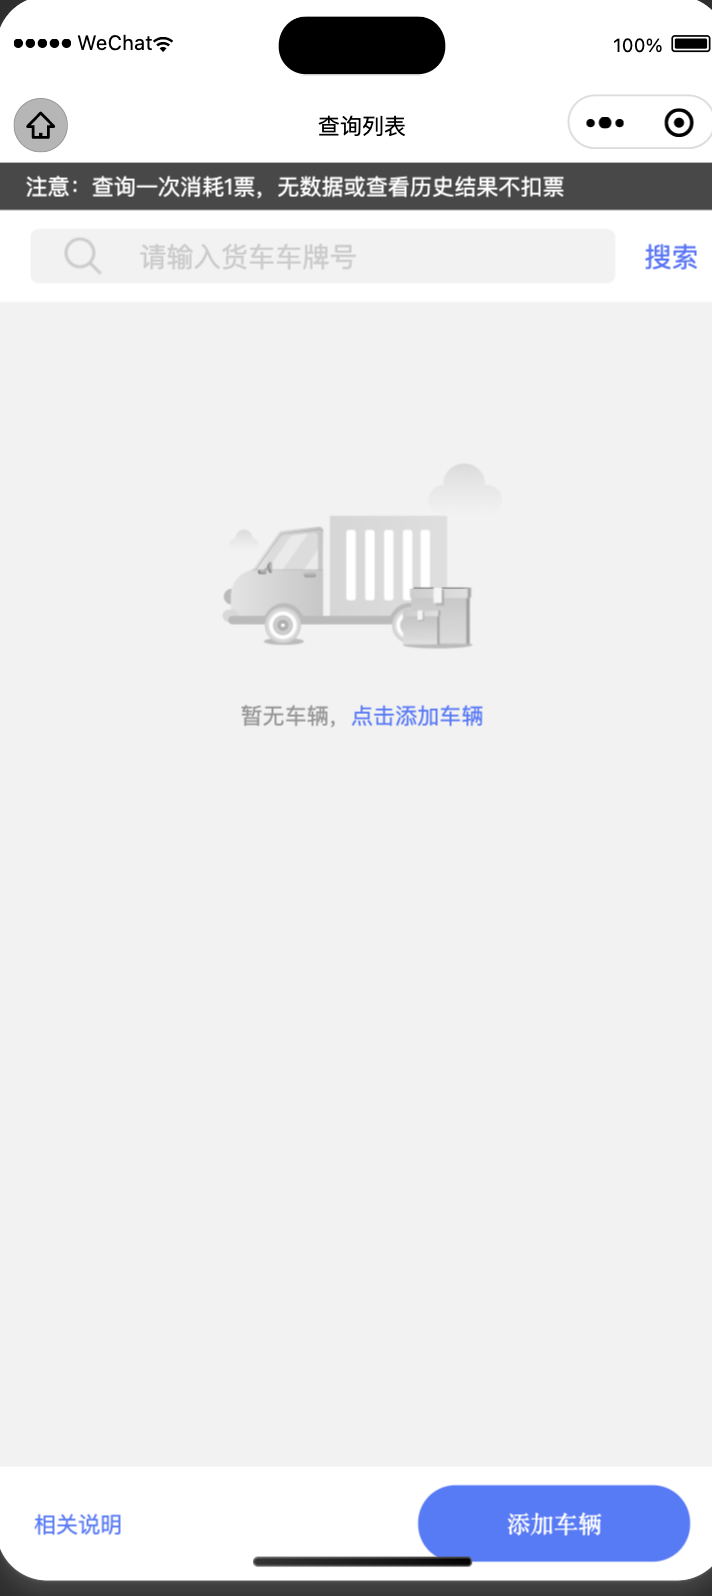 WeChat
100%
查询列表
注意：查询一次消耗1票，无数据或查看历史结果不扣票
请输入货车车牌号
搜索
暂无车辆，点击添加车辆
相关说明
添加车辆